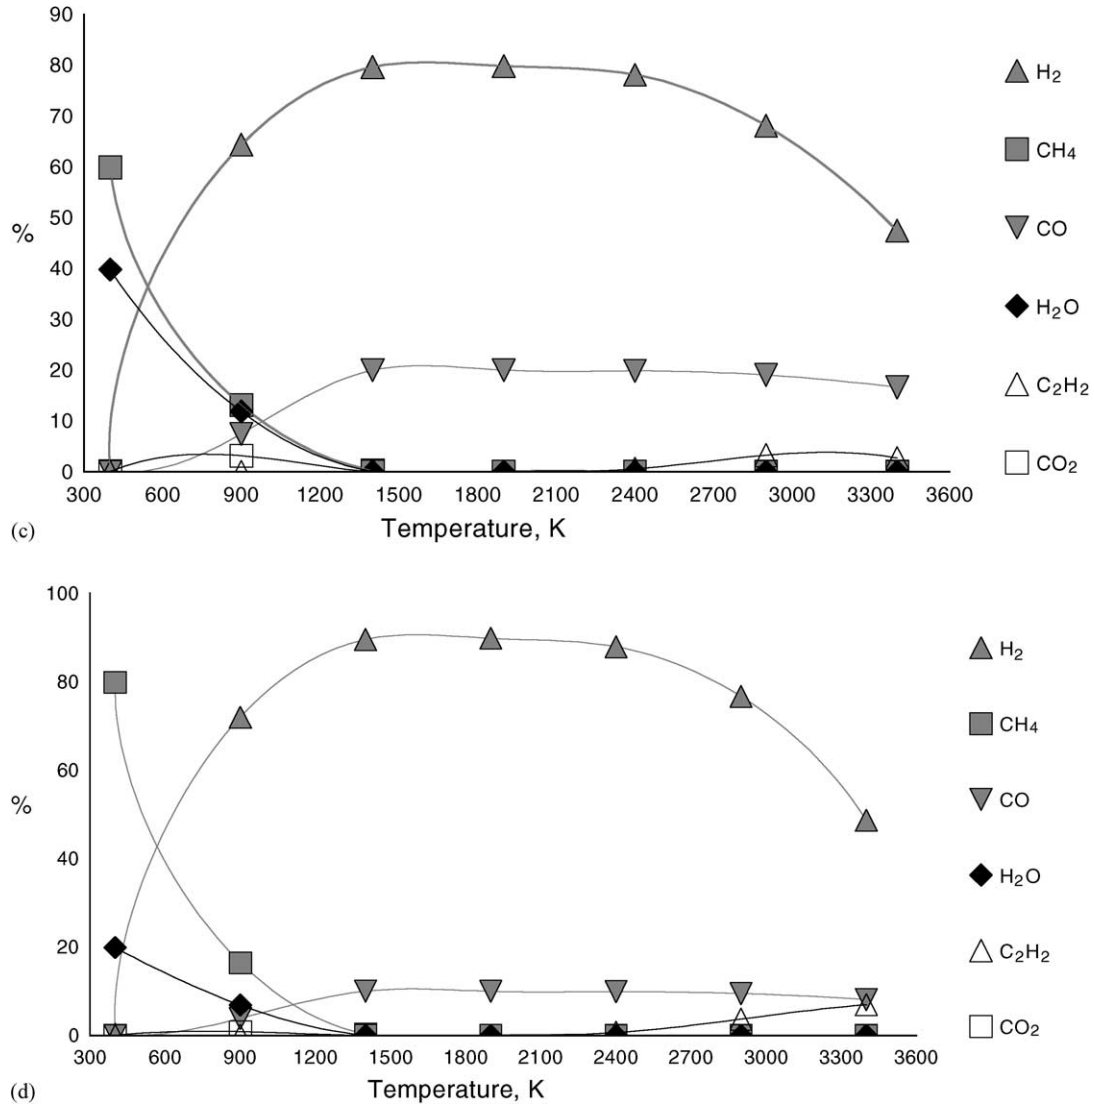 90
80
70
60
50
%
40
30
20
10
0
300 600 900 1200 1500 1800 2100 2400 2700 3000 3300 3600
Temperature, K
(c)
H₂
CH₄
CO
H₂O
C₂H₂
CO₂
100
80
60
%
40
20
0
300 600 900 1200 1500 1800 2100 2400 2700 3000 3300 3600
Temperature, K
(d)
H₂
CH₄
CO
H₂O
C₂H₂
CO₂